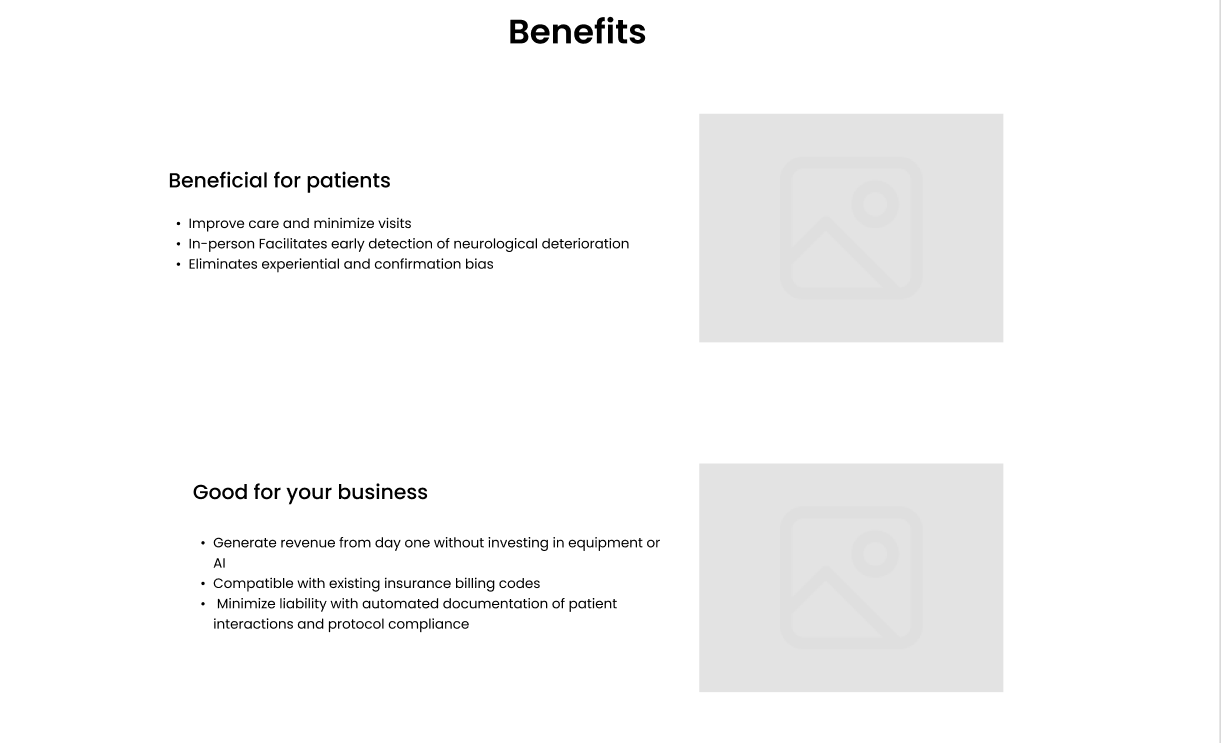 Benefits
Beneficial for patients
• Improve care and minimize visits
• In-person Facilitates early detection of neurological deterioration
• Eliminates experiential and confirmation bias
Good for your business
• Generate revenue from day one without investing in equipment or
AI
• Compatible with existing insurance billing codes
• Minimize liability with automated documentation of patient
interactions and protocol compliance